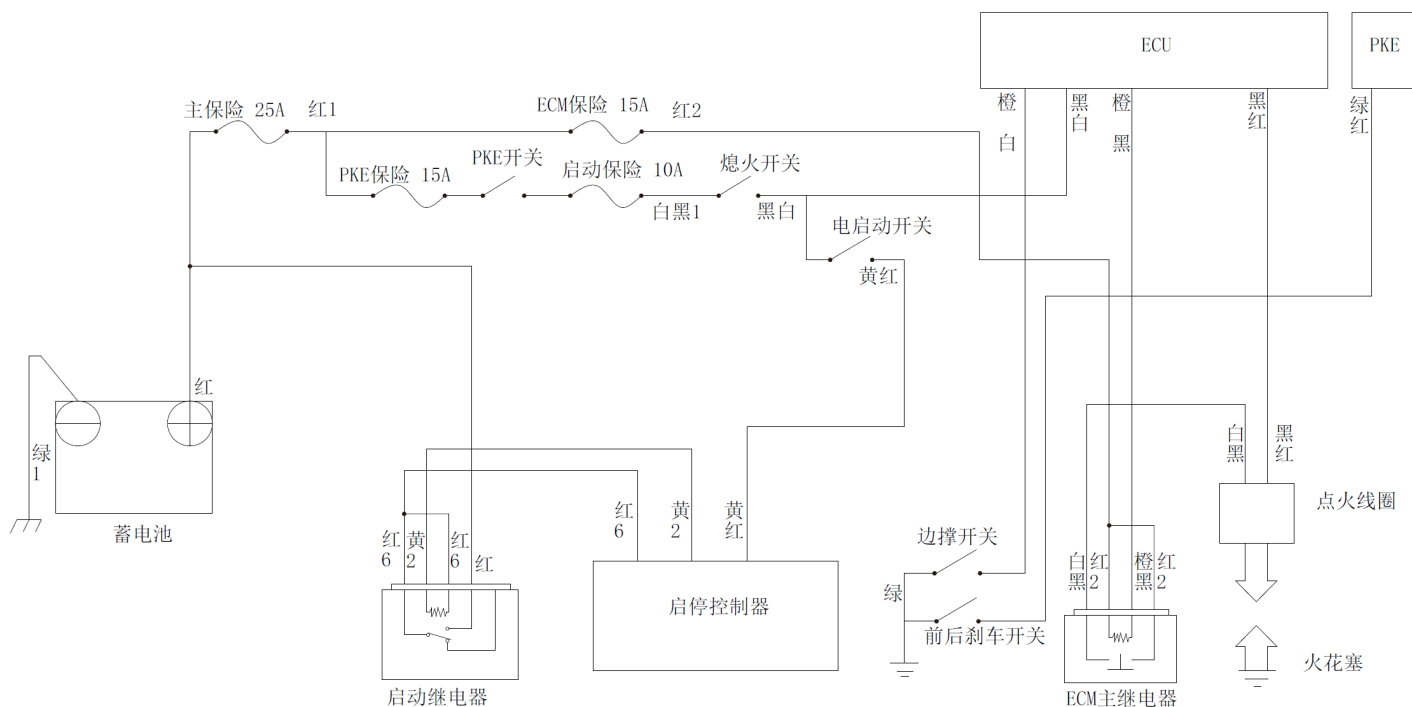 ECU
PKE
主保险 25A
红1
ECM保险 15A
红2
橙白
黑白
橙黑
黑红
绿红
PKE保险 15A
PKE开关
启动保险 10A
熄火开关
白黑1
黑白
电启动开关
黄红
红
绿1
蓄电池
白黑
黑红
点火线圈
红6
黄2
红6
红
红6
黄2
黄红
启停控制器
边撑开关
绿
前后刹车开关
白黑
红2
橙黑
红2
火花塞
启动继电器
ECM主继电器